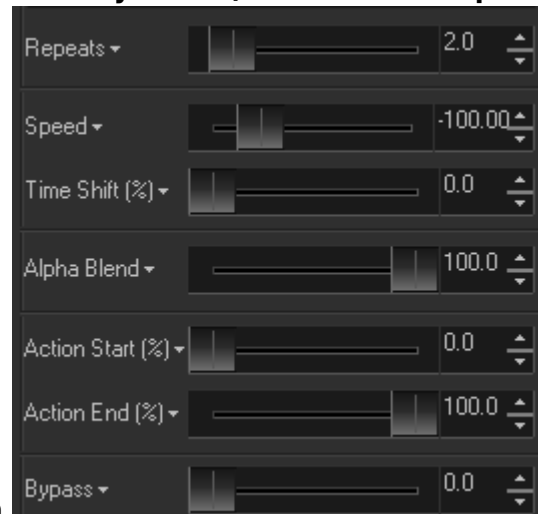 Repeats 2.0
Speed -100.00
Time Shift (%) 0.0
Alpha Blend 100.0
Action Start (%) 0.0
Action End (%) 100.0
Bypass 0.0